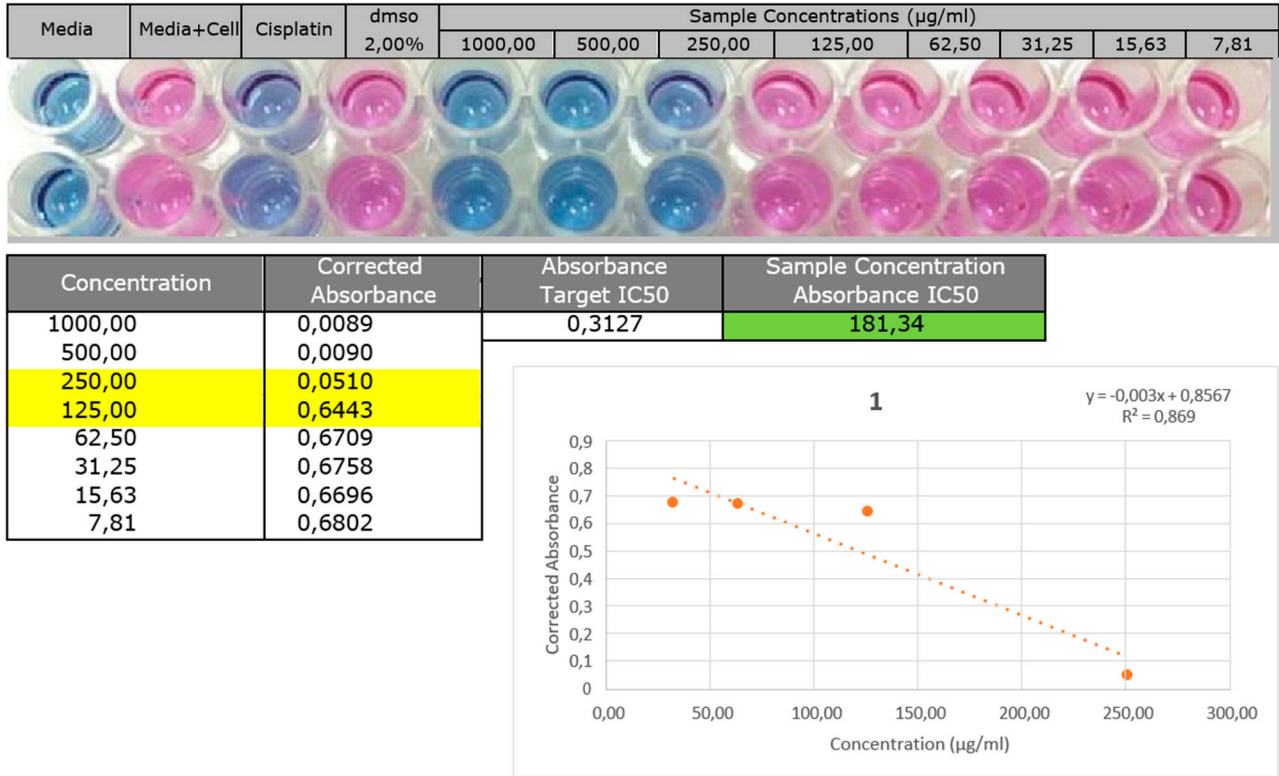 Media Media+Cell Cisplatin dmso 2,00% Sample Concentrations (µg/ml)
1000,00 500,00 250,00 125,00 62,50 31,25 15,63 7,81
Concentration Corrected Absorbance Absorbance Target IC50 Sample Concentration Absorbance IC50
1000,00 0,0089 0,3127 181,34
500,00 0,0090
250,00 0,0510
125,00 0,6443
62,50 0,6709
31,25 0,6758
15,63 0,6696
7,81 0,6802
1
y = -0,003x + 0,8567
R² = 0,869
Corrected Absorbance
0,9
0,8
0,7
0,6
0,5
0,4
0,3
0,2
0,1
0
0,00 50,00 100,00 150,00 200,00 250,00 300,00
Concentration (µg/ml)